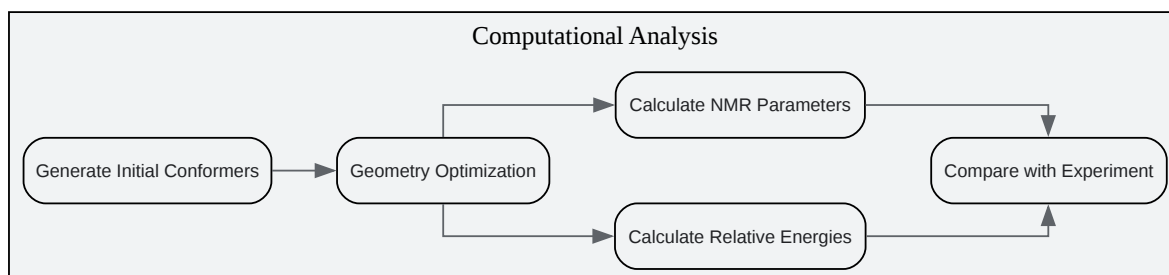 Computational Analysis
Generate Initial Conformers
Geometry Optimization
Calculate NMR Parameters
Calculate Relative Energies
Compare with Experiment